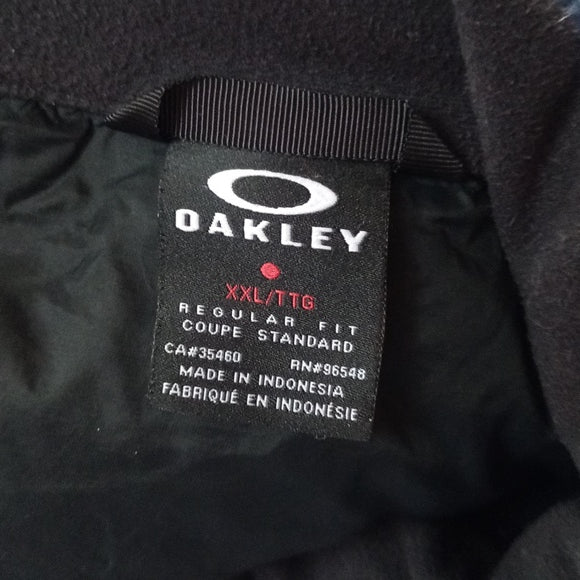 OAKLEY
XXL/TTG
REGULAR FIT
COUPE STANDARD
CA#35460 RN#96548
MADE IN INDONESIA
FABRIQUÉ EN INDONÉSIE